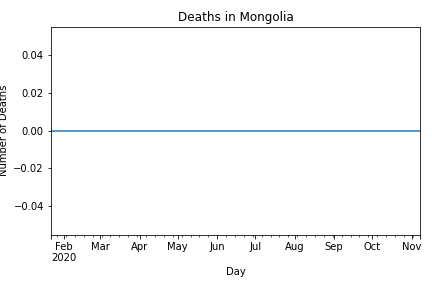 Deaths in Mongolia
Number of Deaths
0.04
0.02
0.00
−0.02
−0.04
Feb Mar Apr May Jun Jul Aug Sep Oct Nov
2020
Day